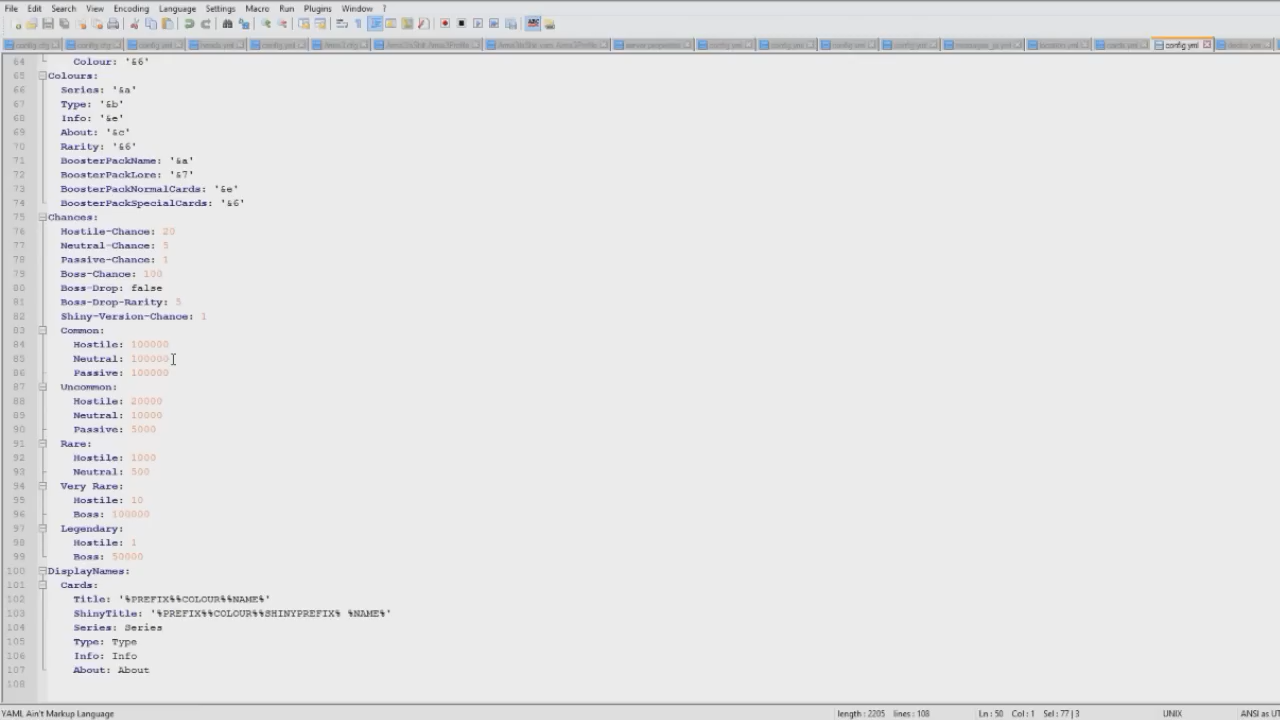 File Edit Search View Encoding Language Settings Macro Run Plugins Window ?
config.yml
64 Colour: '&6'
65 Colours:
66 Series: '&a'
67 Type: '&b'
68 Info: '&e'
69 About: '&c'
70 Rarity: '&6'
71 BoosterPackName: '&a'
72 BoosterPackLore: '&7'
73 BoosterPackNormalCards: '&e'
74 BoosterPackSpecialCards: '&6'
75 Chances:
76 Hostile-Chance: 20
77 Neutral-Chance: 5
78 Passive-Chance: 1
79 Boss-Chance: 100
80 Boss-Drop: false
81 Boss-Drop-Rarity: 5
82 Shiny-Version-Chance: 1
83 Common:
84 Hostile: 100000
85 Neutral: 100000
86 Passive: 100000
87 Uncommon:
88 Hostile: 20000
89 Neutral: 10000
90 Passive: 5000
91 Rare:
92 Hostile: 1000
93 Neutral: 500
94 Very Rare:
95 Hostile: 10
96 Boss: 100000
97 Legendary:
98 Hostile: 1
99 Boss: 50000
100 DisplayNames:
101 Cards:
102 Title: '%PREFIX%%COLOUR%%NAME%'
103 ShinyTitle: '%PREFIX%%COLOUR%%SHINYPREFIX% %NAME%'
104 Series: Series
105 Type: Type
106 Info: Info
107 About: About
108
YAML Ain't Markup Language length : 2205 lines : 108 Ln : 50 Col : 1 Sel : 77 | 3 UNIX ANSI as UT